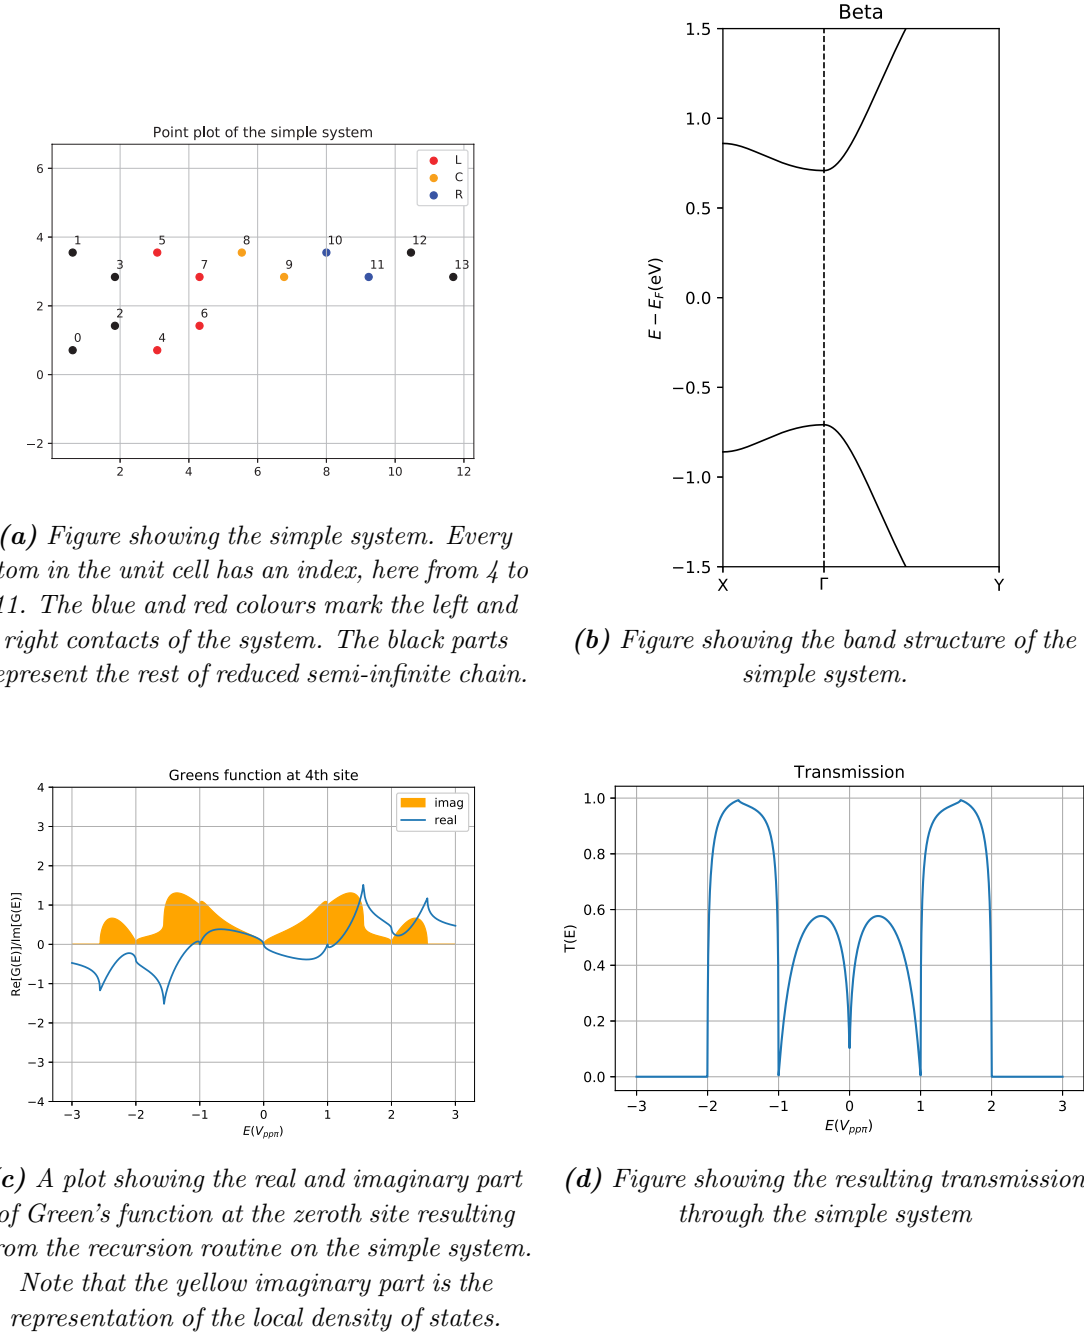 Beta
1.5
1.0
0.5
0.0
−0.5
−1.0
−1.5
E − E_F(eV)
X
Γ
Y
Point plot of the simple system
L
C
R
6
4
2
0
−2
2
4
6
8
10
12
1
5
8
10
12
3
7
9
11
13
2
6
0
4
(a) Figure showing the simple system. Every
tom in the unit cell has an index, here from 4 to
11. The blue and red colours mark the left and
right contacts of the system. The black parts
epresent the rest of reduced semi-infinite chain.
(b) Figure showing the band structure of the
simple system.
Greens function at 4th site
imag
real
4
3
2
1
0
−1
−2
−3
−4
Re[G(E)]/Im[G(E)]
−3
−2
−1
0
1
2
3
E(V_ppπ)
Transmission
1.0
0.8
0.6
0.4
0.2
0.0
T(E)
−3
−2
−1
0
1
2
3
E(V_ppπ)
(c) A plot showing the real and imaginary part
of Green's function at the zeroth site resulting
rom the recursion routine on the simple system.
Note that the yellow imaginary part is the
representation of the local density of states.
(d) Figure showing the resulting transmission
through the simple system